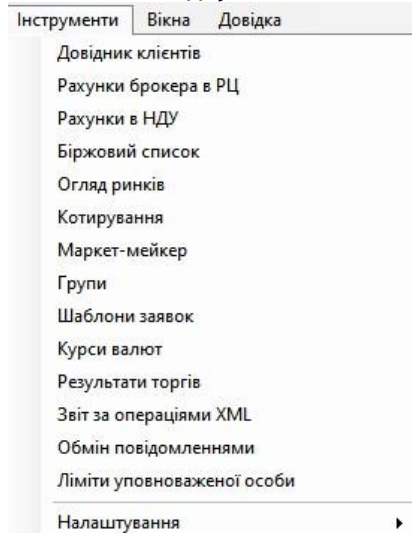 Інструменти Вікна Довідка
Довідник клієнтів
Рахунки брокера в РЦ
Рахунки в НДУ
Біржовий список
Огляд ринків
Котирування
Маркет-мейкер
Групи
Шаблони заявок
Курси валют
Результати торгів
Звіт за операціями XML
Обмін повідомленнями
Ліміти уповноваженої особи
Налаштування